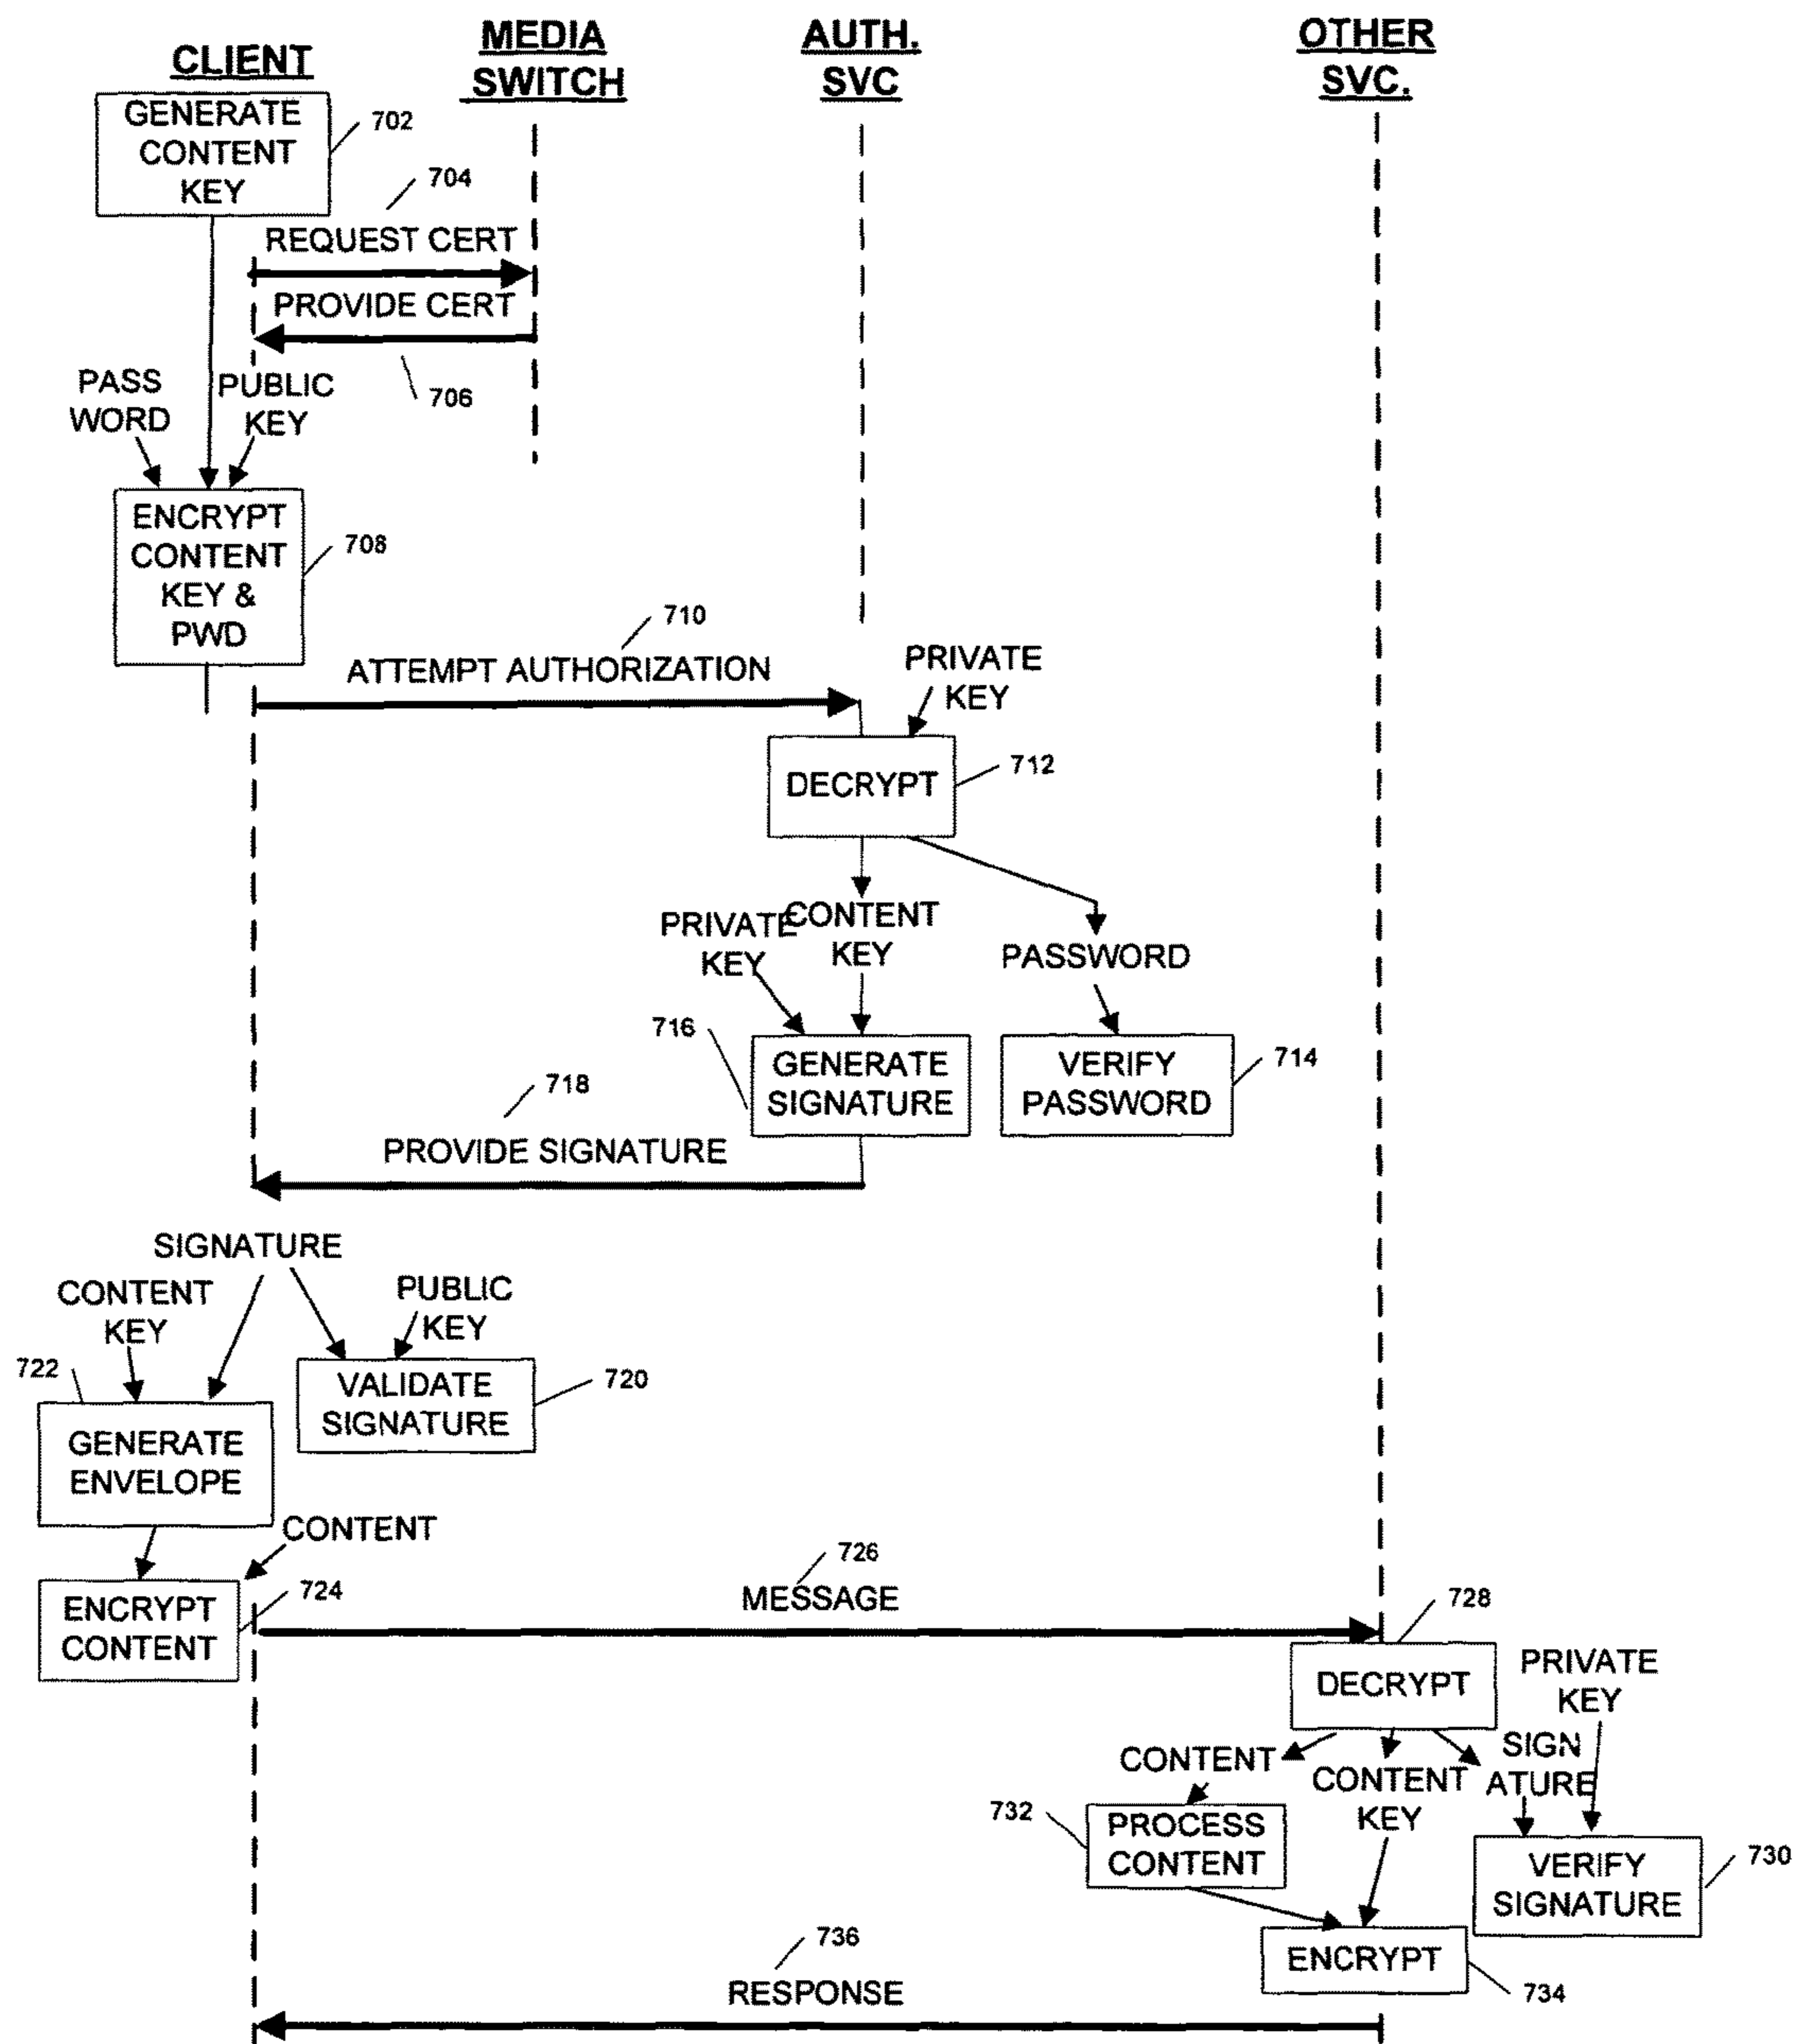 CLIENT
MEDIA
SWITCH
AUTH.
SVC
OTHER
SVC.
GENERATE
CONTENT
KEY
702
704
REQUEST CERT
PROVIDE CERT
706
PASS
WORD
PUBLIC
KEY
ENCRYPT
CONTENT
KEY &
PWD
708
710
ATTEMPT AUTHORIZATION
PRIVATE
KEY
DECRYPT
712
PRIVATE
KEY
CONTENT
KEY
PASSWORD
716
GENERATE
SIGNATURE
VERIFY
PASSWORD
714
718
PROVIDE SIGNATURE
SIGNATURE
CONTENT
KEY
PUBLIC
KEY
722
VALIDATE
SIGNATURE
720
GENERATE
ENVELOPE
CONTENT
ENCRYPT
CONTENT
724
726
MESSAGE
728
DECRYPT
PRIVATE
KEY
CONTENT
CONTENT
KEY
SIGN
ATURE
732
PROCESS
CONTENT
VERIFY
SIGNATURE
730
ENCRYPT
734
736
RESPONSE